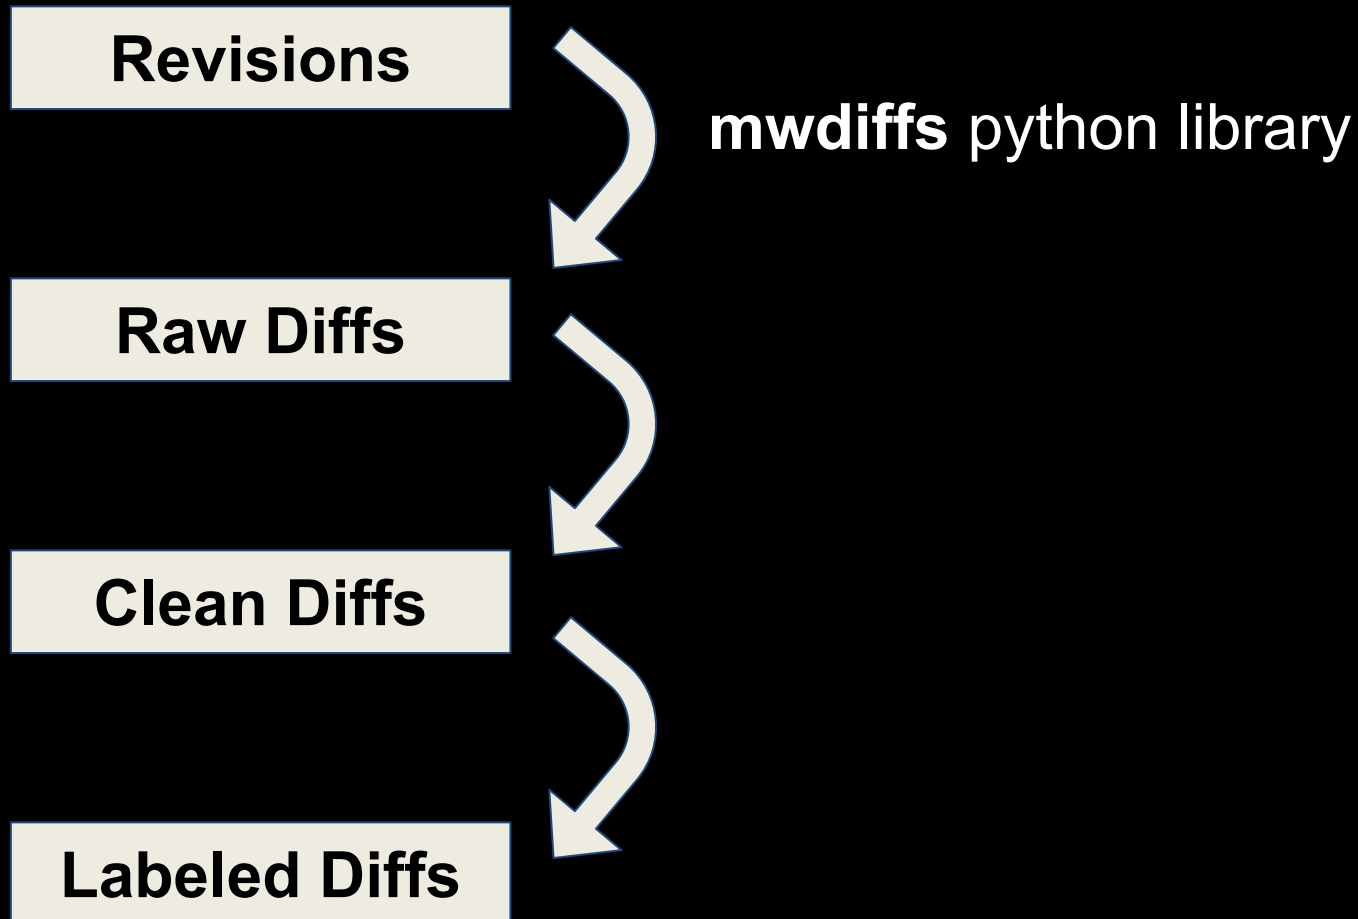 Revisions
mwdiffs python library
Raw Diffs
Clean Diffs
Labeled Diffs